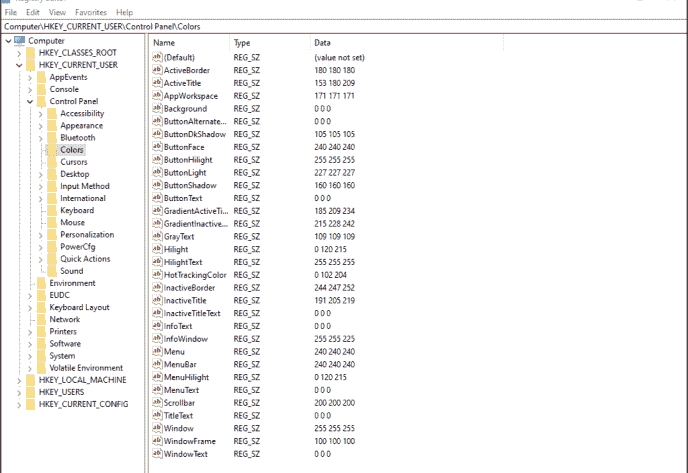 File Edit View Favorites Help
Computer\HKEY_CURRENT_USER\Control Panel\Colors
Computer
HKEY_CLASSES_ROOT
HKEY_CURRENT_USER
AppEvents
Console
Control Panel
Accessibility
Appearance
Bluetooth
Colors
Cursors
Desktop
Input Method
International
Keyboard
Mouse
Personalization
PowerCfg
Quick Actions
Sound
Environment
EUDC
Keyboard Layout
Network
Printers
Software
System
Volatile Environment
HKEY_LOCAL_MACHINE
HKEY_USERS
HKEY_CURRENT_CONFIG
Name Type Data
(Default) REG_SZ (value not set)
ActiveBorder REG_SZ 180 180 180
ActiveTitle REG_SZ 153 180 209
AppWorkspace REG_SZ 171 171 171
Background REG_SZ 0 0 0
ButtonAlternate... REG_SZ 0 0 0
ButtonDkShadow REG_SZ 105 105 105
ButtonFace REG_SZ 240 240 240
ButtonHilight REG_SZ 255 255 255
ButtonLight REG_SZ 227 227 227
ButtonShadow REG_SZ 160 160 160
ButtonText REG_SZ 0 0 0
GradientActiveTi... REG_SZ 185 209 234
GradientInactive... REG_SZ 215 228 242
GrayText REG_SZ 109 109 109
Hilight REG_SZ 0 120 215
HilightText REG_SZ 255 255 255
HotTrackingColor REG_SZ 0 102 204
InactiveBorder REG_SZ 244 247 252
InactiveTitle REG_SZ 191 205 219
InactiveTitleText REG_SZ 0 0 0
InfoText REG_SZ 0 0 0
InfoWindow REG_SZ 255 255 225
Menu REG_SZ 240 240 240
MenuBar REG_SZ 240 240 240
MenuHilight REG_SZ 0 120 215
MenuText REG_SZ 0 0 0
Scrollbar REG_SZ 200 200 200
TitleText REG_SZ 0 0 0
Window REG_SZ 255 255 255
WindowFrame REG_SZ 100 100 100
WindowText REG_SZ 0 0 0